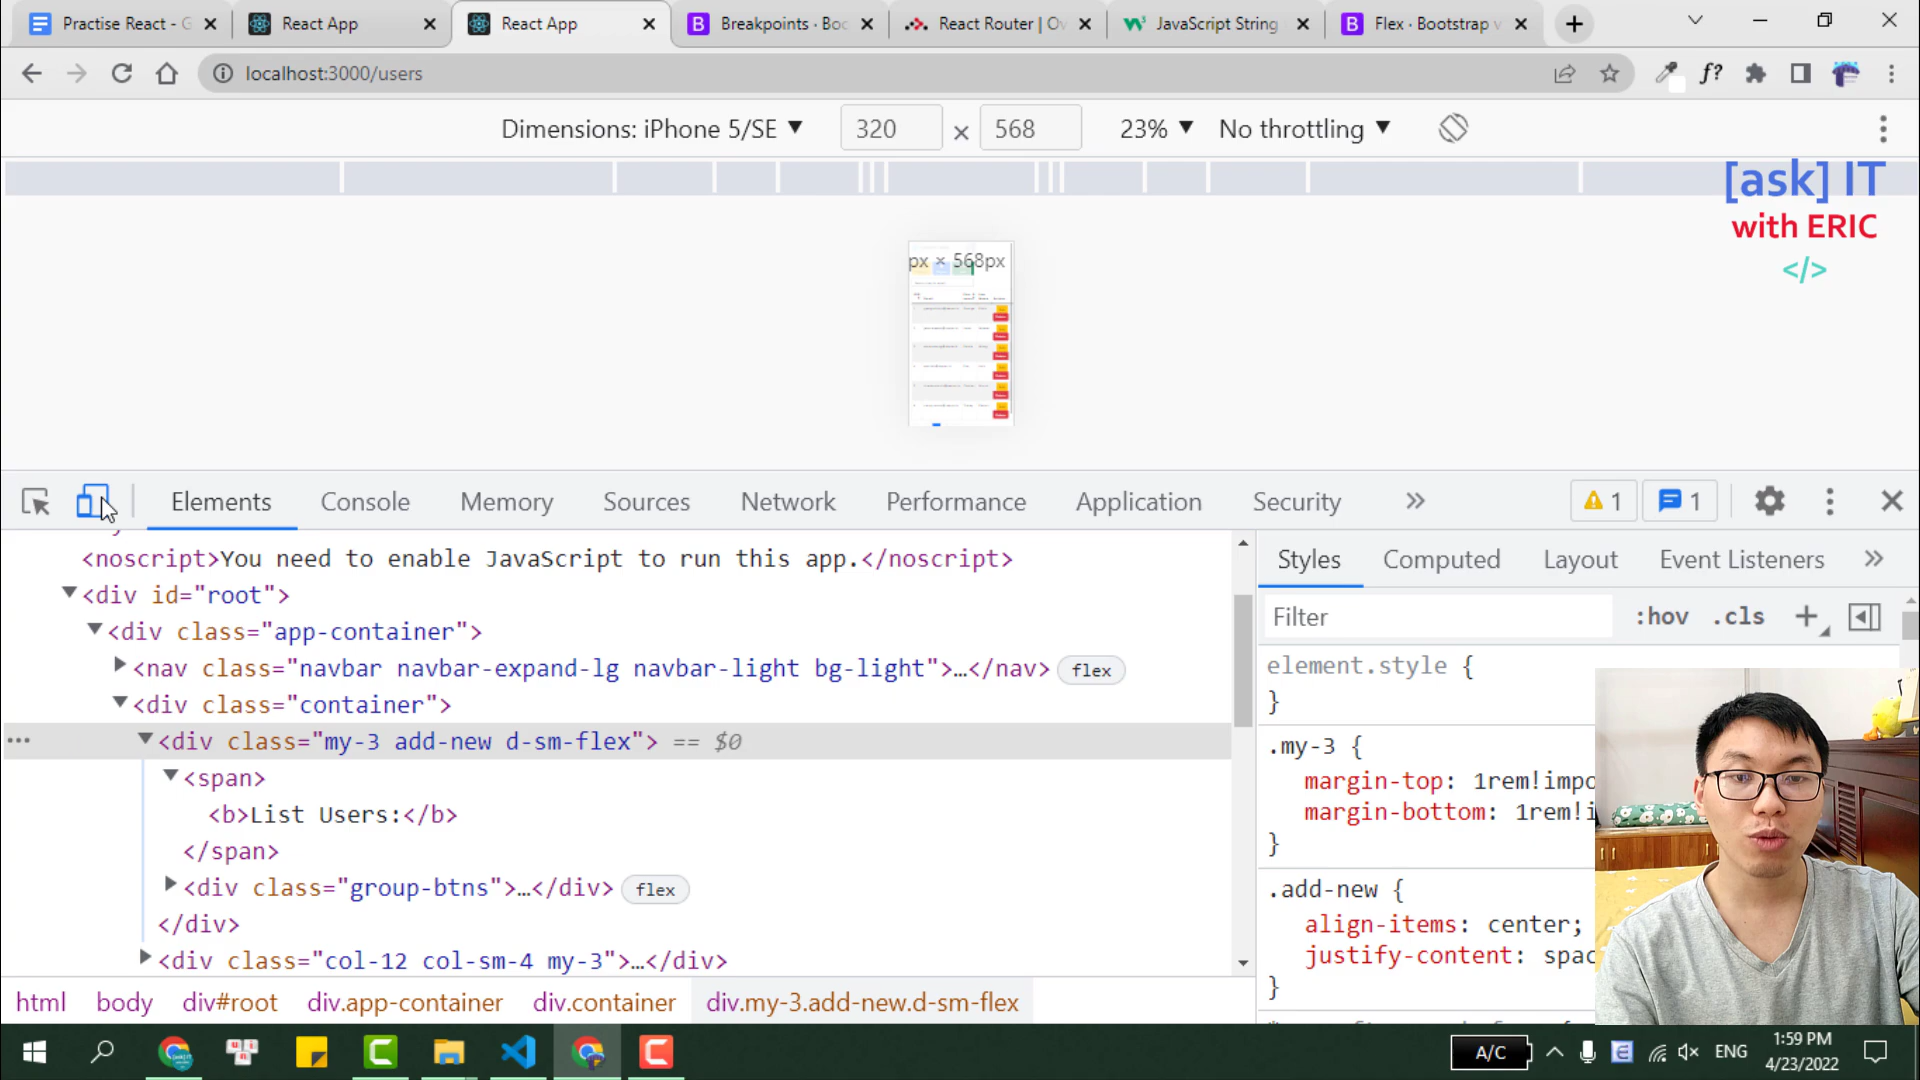 Practise React - G
React App
React App
Breakpoints · Boo
React Router | Ov
JavaScript String
Flex · Bootstrap v
localhost:3000/users
f?
Dimensions: iPhone 5/SE
320
×
568
23%
No throttling
[ask] IT
with ERIC
</>
px × 568px
Elements
Console
Memory
Sources
Network
Performance
Application
Security
»
1
1
<noscript>You need to enable JavaScript to run this app.</noscript>
<div id="root">
<div class="app-container">
<nav class="navbar navbar-expand-lg navbar-light bg-light">…</nav>
flex
<div class="container">
<div class="my-3 add-new d-sm-flex"> == $0
<span>
<b>List Users:</b>
</span>
<div class="group-btns">…</div>
flex
</div>
<div class="col-12 col-sm-4 my-3">…</div>
html
body
div#root
div.app-container
div.container
div.my-3.add-new.d-sm-flex
Styles
Computed
Layout
Event Listeners
»
Filter
:hov
.cls
element.style {
}
.my-3 {
margin-top: 1rem!impo
margin-bottom: 1rem!i
}
.add-new {
align-items: center;
justify-content: spac
}
A/C
ENG
1:59 PM
4/23/2022